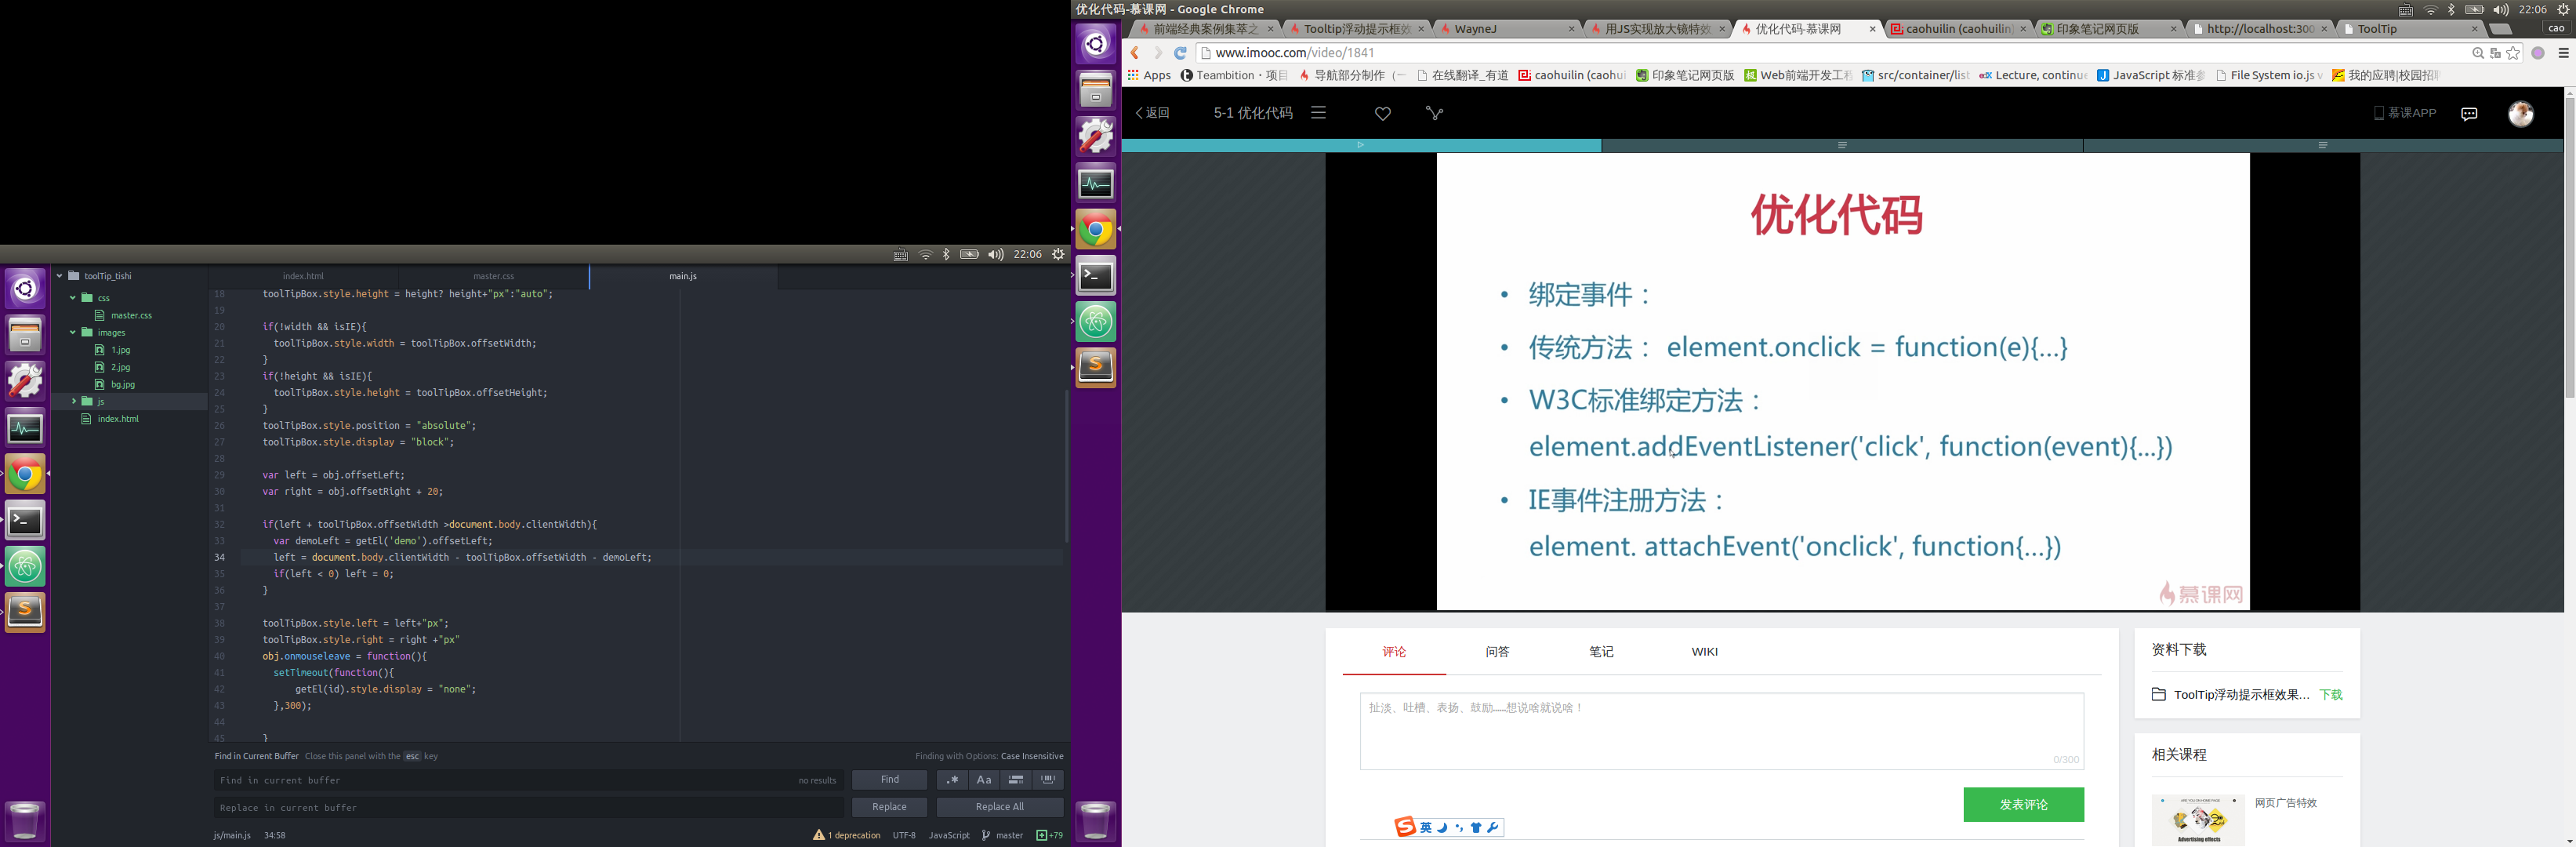 22:06
toolTip_tishi
css
master.css
images
1.jpg
2.jpg
bg.jpg
js
index.html
index.html
master.css
main.js
18 toolTipBox.style.height = height? height+"px":"auto";
19
20 if(!width && isIE){
21 toolTipBox.style.width = toolTipBox.offsetWidth;
22 }
23 if(!height && isIE){
24 toolTipBox.style.height = toolTipBox.offsetHeight;
25 }
26 toolTipBox.style.position = "absolute";
27 toolTipBox.style.display = "block";
28
29 var left = obj.offsetLeft;
30 var right = obj.offsetRight + 20;
31
32 if(left + toolTipBox.offsetWidth >document.body.clientWidth){
33 var demoLeft = getEl('demo').offsetLeft;
34 left = document.body.clientWidth - toolTipBox.offsetWidth - demoLeft;
35 if(left < 0) left = 0;
36 }
37
38 toolTipBox.style.left = left+"px";
39 toolTipBox.style.right = right +"px"
40 obj.onmouseleave = function(){
41 setTimeout(function(){
42 getEl(id).style.display = "none";
43 },300);
44
45 }
Find in Current Buffer Close this panel with the esc key
Finding with Options: Case Insensitive
Find in current buffer
no results
Find
.* Aa
Replace in current buffer
Replace
Replace All
js/main.js 34:58
1 deprecation UTF-8 JavaScript master +79
优化代码-慕课网 - Google Chrome
22:06
前端经典案例集萃之
Tooltip浮动提示框效
WayneJ
用JS实现放大镜特效
优化代码-慕课网
caohuilin (caohuilin)
印象笔记网页版
http://localhost:300
ToolTip
cao
www.imooc.com/video/1841
Apps
Teambition・项目
导航部分制作（一
在线翻译_有道
caohuilin (caohui
印象笔记网页版
Web前端开发工程
src/container/list
Lecture, continue
JavaScript 标准参
File System io.js v
我的应聘|校园招聘
返回
5-1 优化代码
慕课APP
优化代码
• 绑定事件：
• 传统方法： element.onclick = function(e){...}
• W3C标准绑定方法：
element.addEventListener('click', function(event){...})
• IE事件注册方法：
element. attachEvent('onclick', function{...})
慕课网
评论
问答
笔记
WIKI
扯淡、吐槽、表扬、鼓励......想说啥就说啥！
0/300
发表评论
英
资料下载
ToolTip浮动提示框效果...
下载
相关课程
网页广告特效
Advertising effects